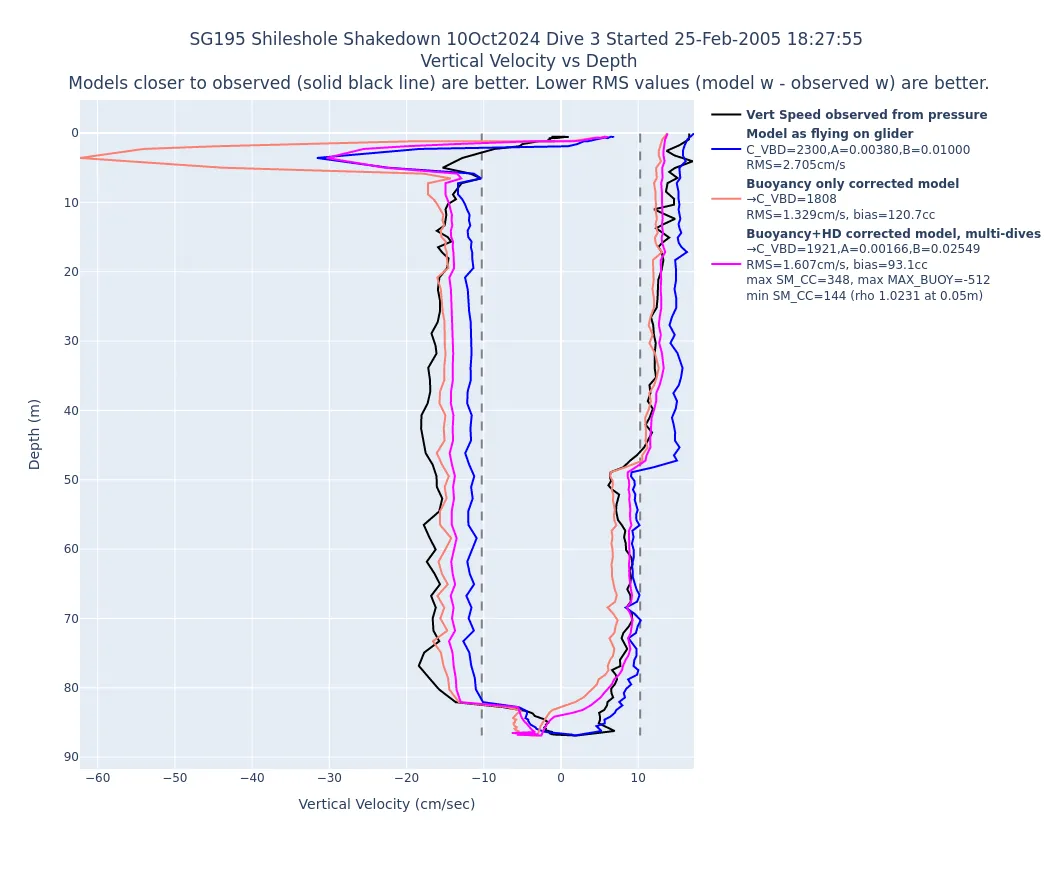 SG195 Shileshole Shakedown 10Oct2024 Dive 3 Started 25-Feb-2005 18:27:55
Vertical Velocity vs Depth
Models closer to observed (solid black line) are better. Lower RMS values (model w - observed w) are better.
Vert Speed observed from pressure
Model as flying on glider
C_VBD=2300,A=0.00380,B=0.01000
RMS=2.705cm/s
Buoyancy only corrected model
→C_VBD=1808
RMS=1.329cm/s, bias=120.7cc
Buoyancy+HD corrected model, multi-dives
→C_VBD=1921,A=0.00166,B=0.02549
RMS=1.607cm/s, bias=93.1cc
max SM_CC=348, max MAX_BUOY=-512
min SM_CC=144 (rho 1.0231 at 0.05m)
0
10
20
30
40
50
60
70
80
90
Depth (m)
−60
−50
−40
−30
−20
−10
0
10
Vertical Velocity (cm/sec)